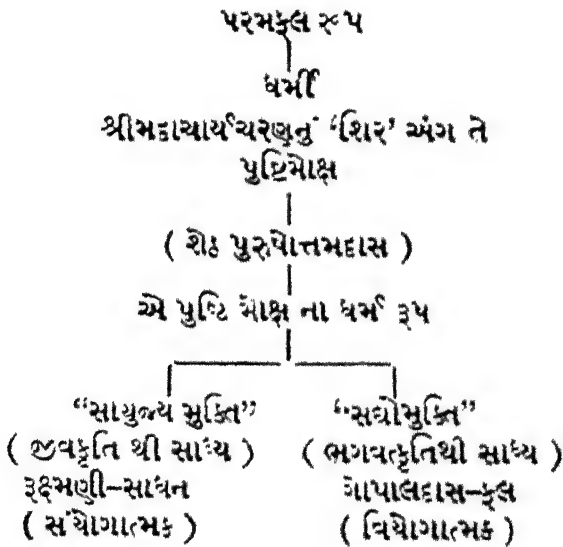 પરમફલ રૂપ
ધર્મી
શ્રીમદાચાર્યચરણનું ‘શિર’ અંગ તે
પુષ્ટિમોક્ષ
( શેઠ પુરુષોત્તમદાસ )
એ પુષ્ટિ મોક્ષ ના ધર્મ રૂપ
“સાયુજ્ય મુક્તિ”
( જીવકૃતિ થી સાધ્ય )
રૂક્ષ્મણી–સાધન
( સંયોગાત્મક )
“સદ્યોમુક્તિ”
( ભગવત્કૃતિથી સાધ્ય )
ગોપાલદાસ–ફલ
( વિયોગાત્મક )